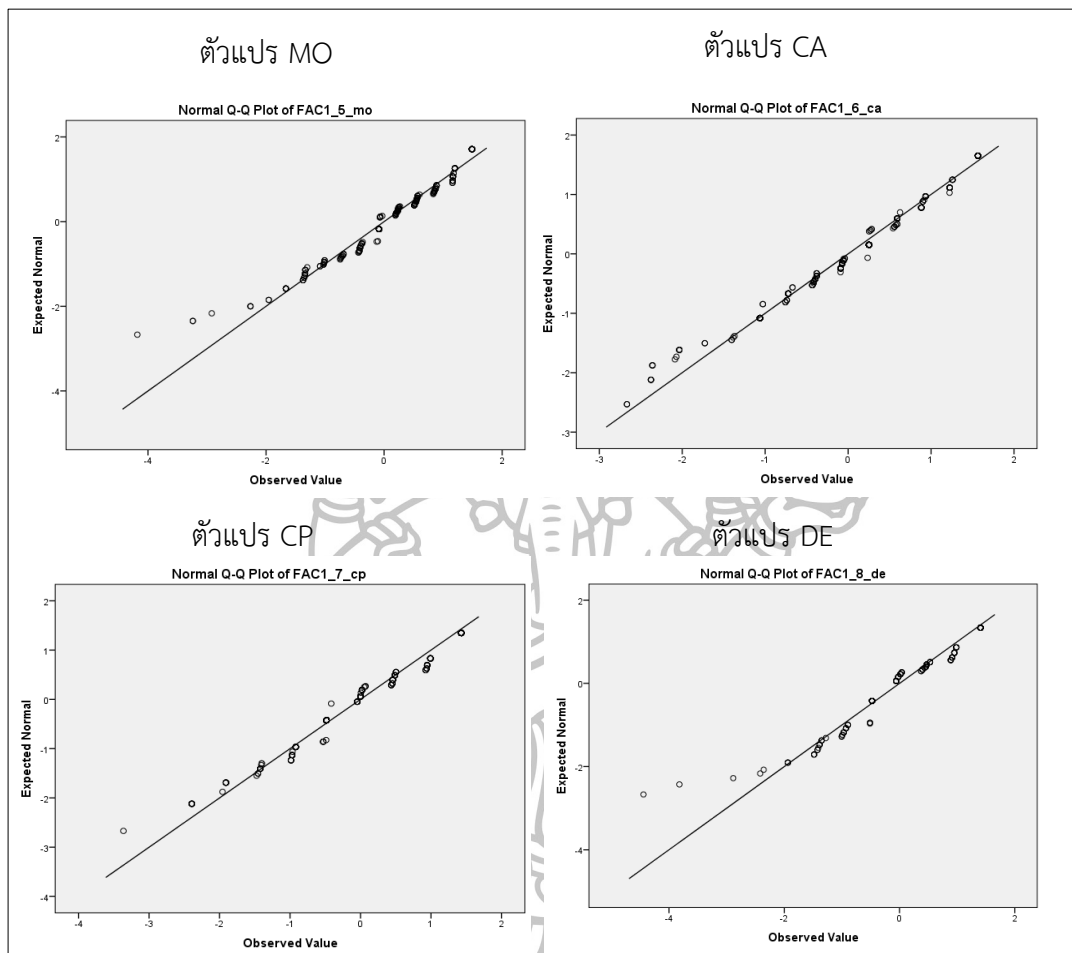 ตัวแปร MO
Normal Q-Q Plot of FAC1_5_mo
2
0
-2
-4
Expected Normal
-4
-2
0
2
Observed Value
ตัวแปร CA
Normal Q-Q Plot of FAC1_6_ca
2
1
0
-1
-2
-3
Expected Normal
-3
-2
-1
0
1
2
Observed Value
ตัวแปร CP
Normal Q-Q Plot of FAC1_7_cp
2
1
0
-1
-2
-3
-4
Expected Normal
-4
-3
-2
-1
0
1
2
Observed Value
ตัวแปร DE
Normal Q-Q Plot of FAC1_8_de
2
0
-2
-4
Expected Normal
-4
-2
0
2
Observed Value